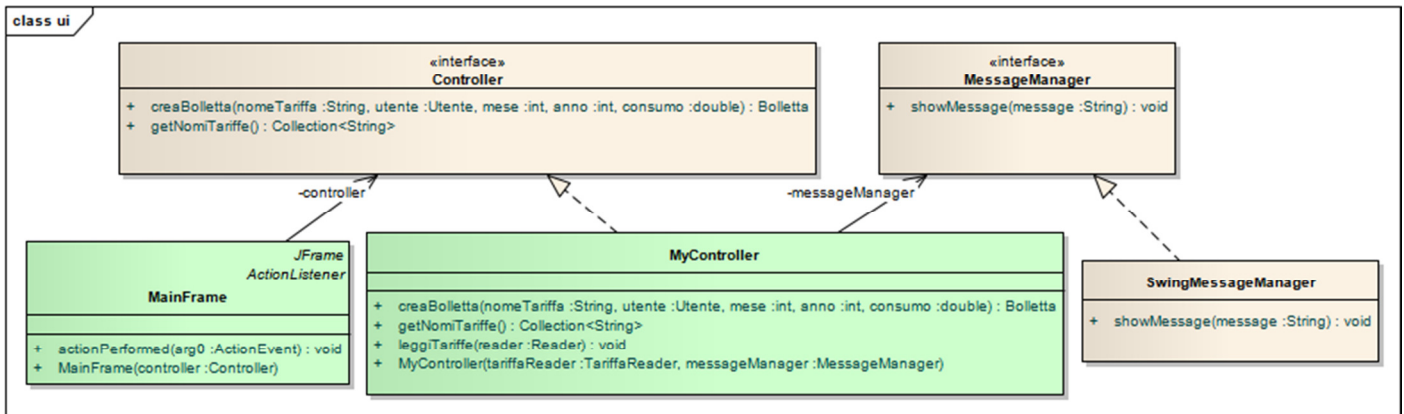 class ui
«interface»
Controller
+ creaBolletta(nomeTariffa :String, utente :Utente, mese :int, anno :int, consumo :double) : Bolletta
+ getNomiTariffe() : Collection<String>
«interface»
MessageManager
+ showMessage(message :String) : void
-controller
-messageManager
JFrame
ActionListener
MainFrame
+ actionPerformed(arg0 :ActionEvent) : void
+ MainFrame(controller :Controller)
MyController
+ creaBolletta(nomeTariffa :String, utente :Utente, mese :int, anno :int, consumo :double) : Bolletta
+ getNomiTariffe() : Collection<String>
+ leggiTariffe(reader :Reader) : void
+ MyController(tariffaReader :TariffaReader, messageManager :MessageManager)
SwingMessageManager
+ showMessage(message :String) : void